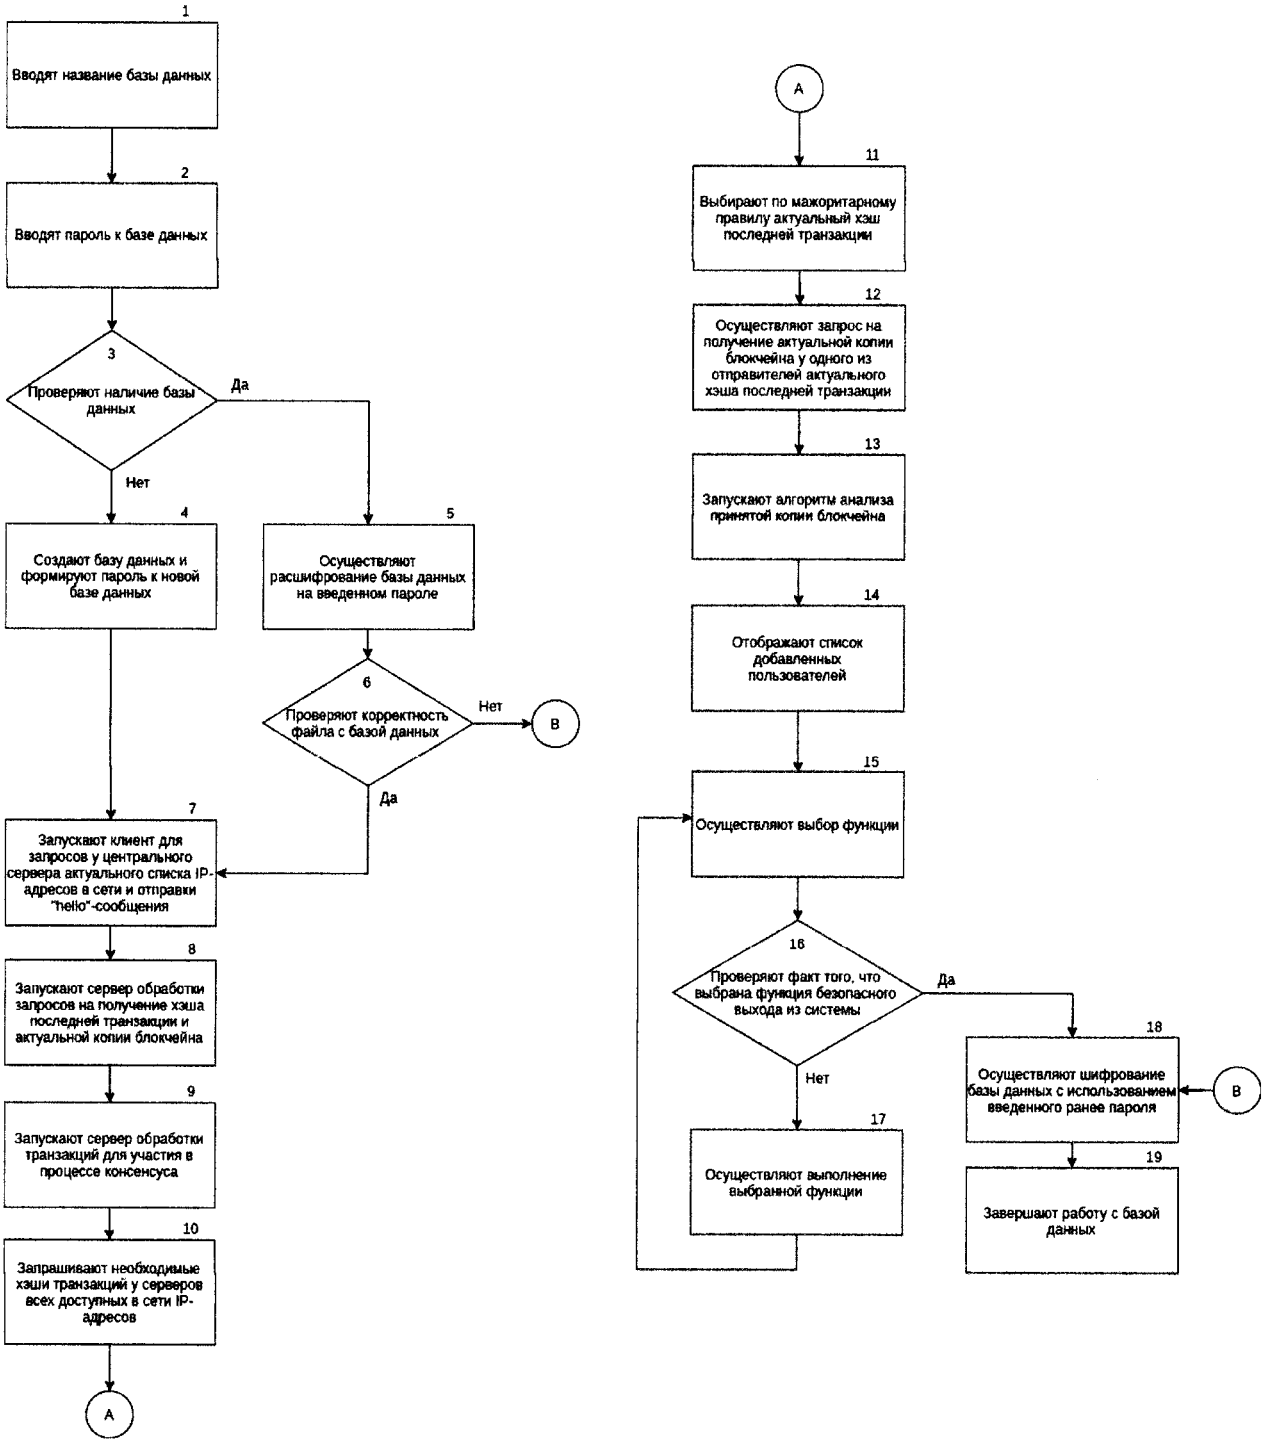 1
Вводят название базы данных
2
Вводят пароль к базе данных
3
Проверяют наличие базы
данных
Да
Нет
4
Создают базу данных и
формируют пароль к новой
базе данных
5
Осуществляют
расшифрование базы данных
на введенном пароле
6
Проверяют корректность
файла с базой данных
Нет
B
Да
7
Запускают клиент для
запросов у центрального
сервера актуального списка IP-
адресов в сети и отправки
"hello"-сообщения
8
Запускают сервер обработки
запросов на получение хэша
последней транзакции и
актуальной копии блокчейна
9
Запускают сервер обработки
транзакций для участия в
процессе консенсуса
10
Запрашивают необходимые
хэши транзакций у серверов
всех доступных в сети IP-
адресов
A
A
11
Выбирают по мажоритарному
правилу актуальный хэш
последней транзакции
12
Осуществляют запрос на
получение актуальной копии
блокчейна у одного из
отправителей актуального
хэша последней транзакции
13
Запускают алгоритм анализа
принятой копии блокчейна
14
Отображают список
добавленных
пользователей
15
Осуществляют выбор функции
16
Проверяют факт того, что
выбрана функция безопасного
выхода из системы
Да
Нет
17
Осуществляют выполнение
выбранной функции
18
Осуществляют шифрование
базы данных с использованием
введенного ранее пароля
B
19
Завершают работу с базой
данных